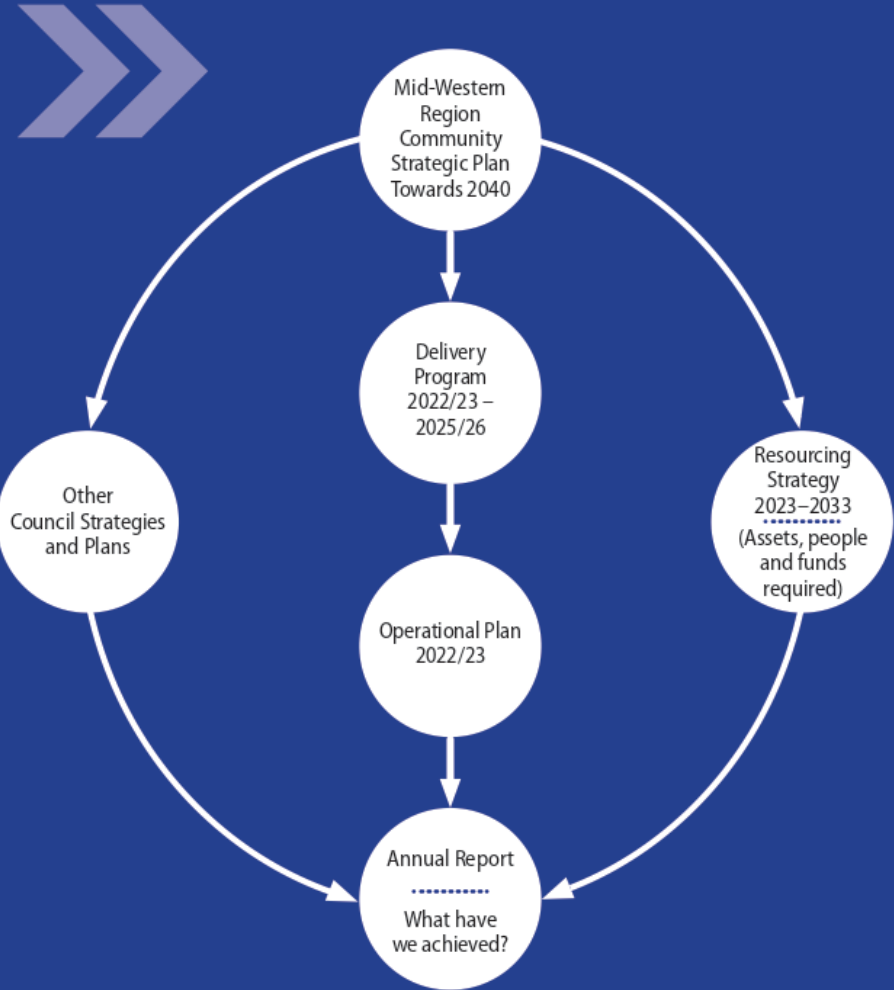 Mid-Western
Region
Community
Strategic Plan
Towards 2040
Delivery
Program
2022/23 –
2025/26
Other
Council Strategies
and Plans
Resourcing
Strategy
2023–2033
(Assets, people
and funds
required)
Operational Plan
2022/23
Annual Report
What have
we achieved?